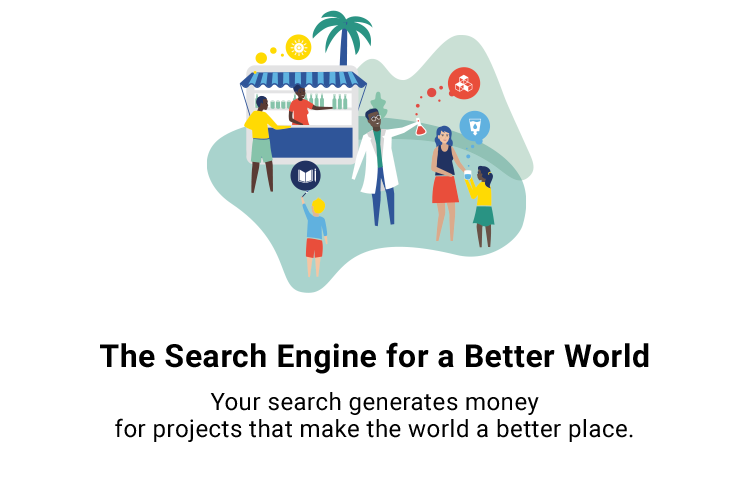 The Search Engine for a Better World
Your search generates money
for projects that make the world a better place.